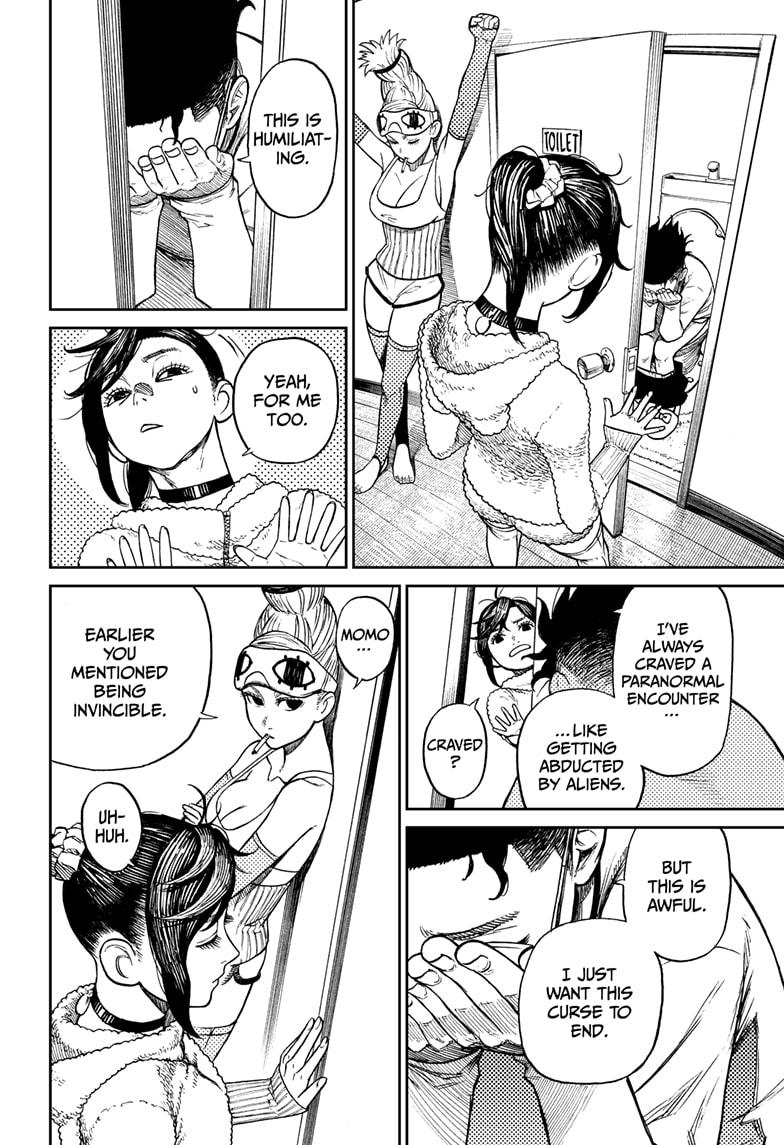 TOILET
THIS IS
HUMILIAT-
ING.
YEAH,
FOR ME
TOO.
I'VE
ALWAYS
CRAVED A
PARANORMAL
ENCOUNTER
...
...LIKE
GETTING
ABDUCTED
BY ALIENS.
CRAVED
?
BUT
THIS IS
AWFUL.
I JUST
WANT THIS
CURSE TO
END.
MOMO
...
EARLIER
YOU
MENTIONED
BEING
INVINCIBLE.
UH-
HUH.